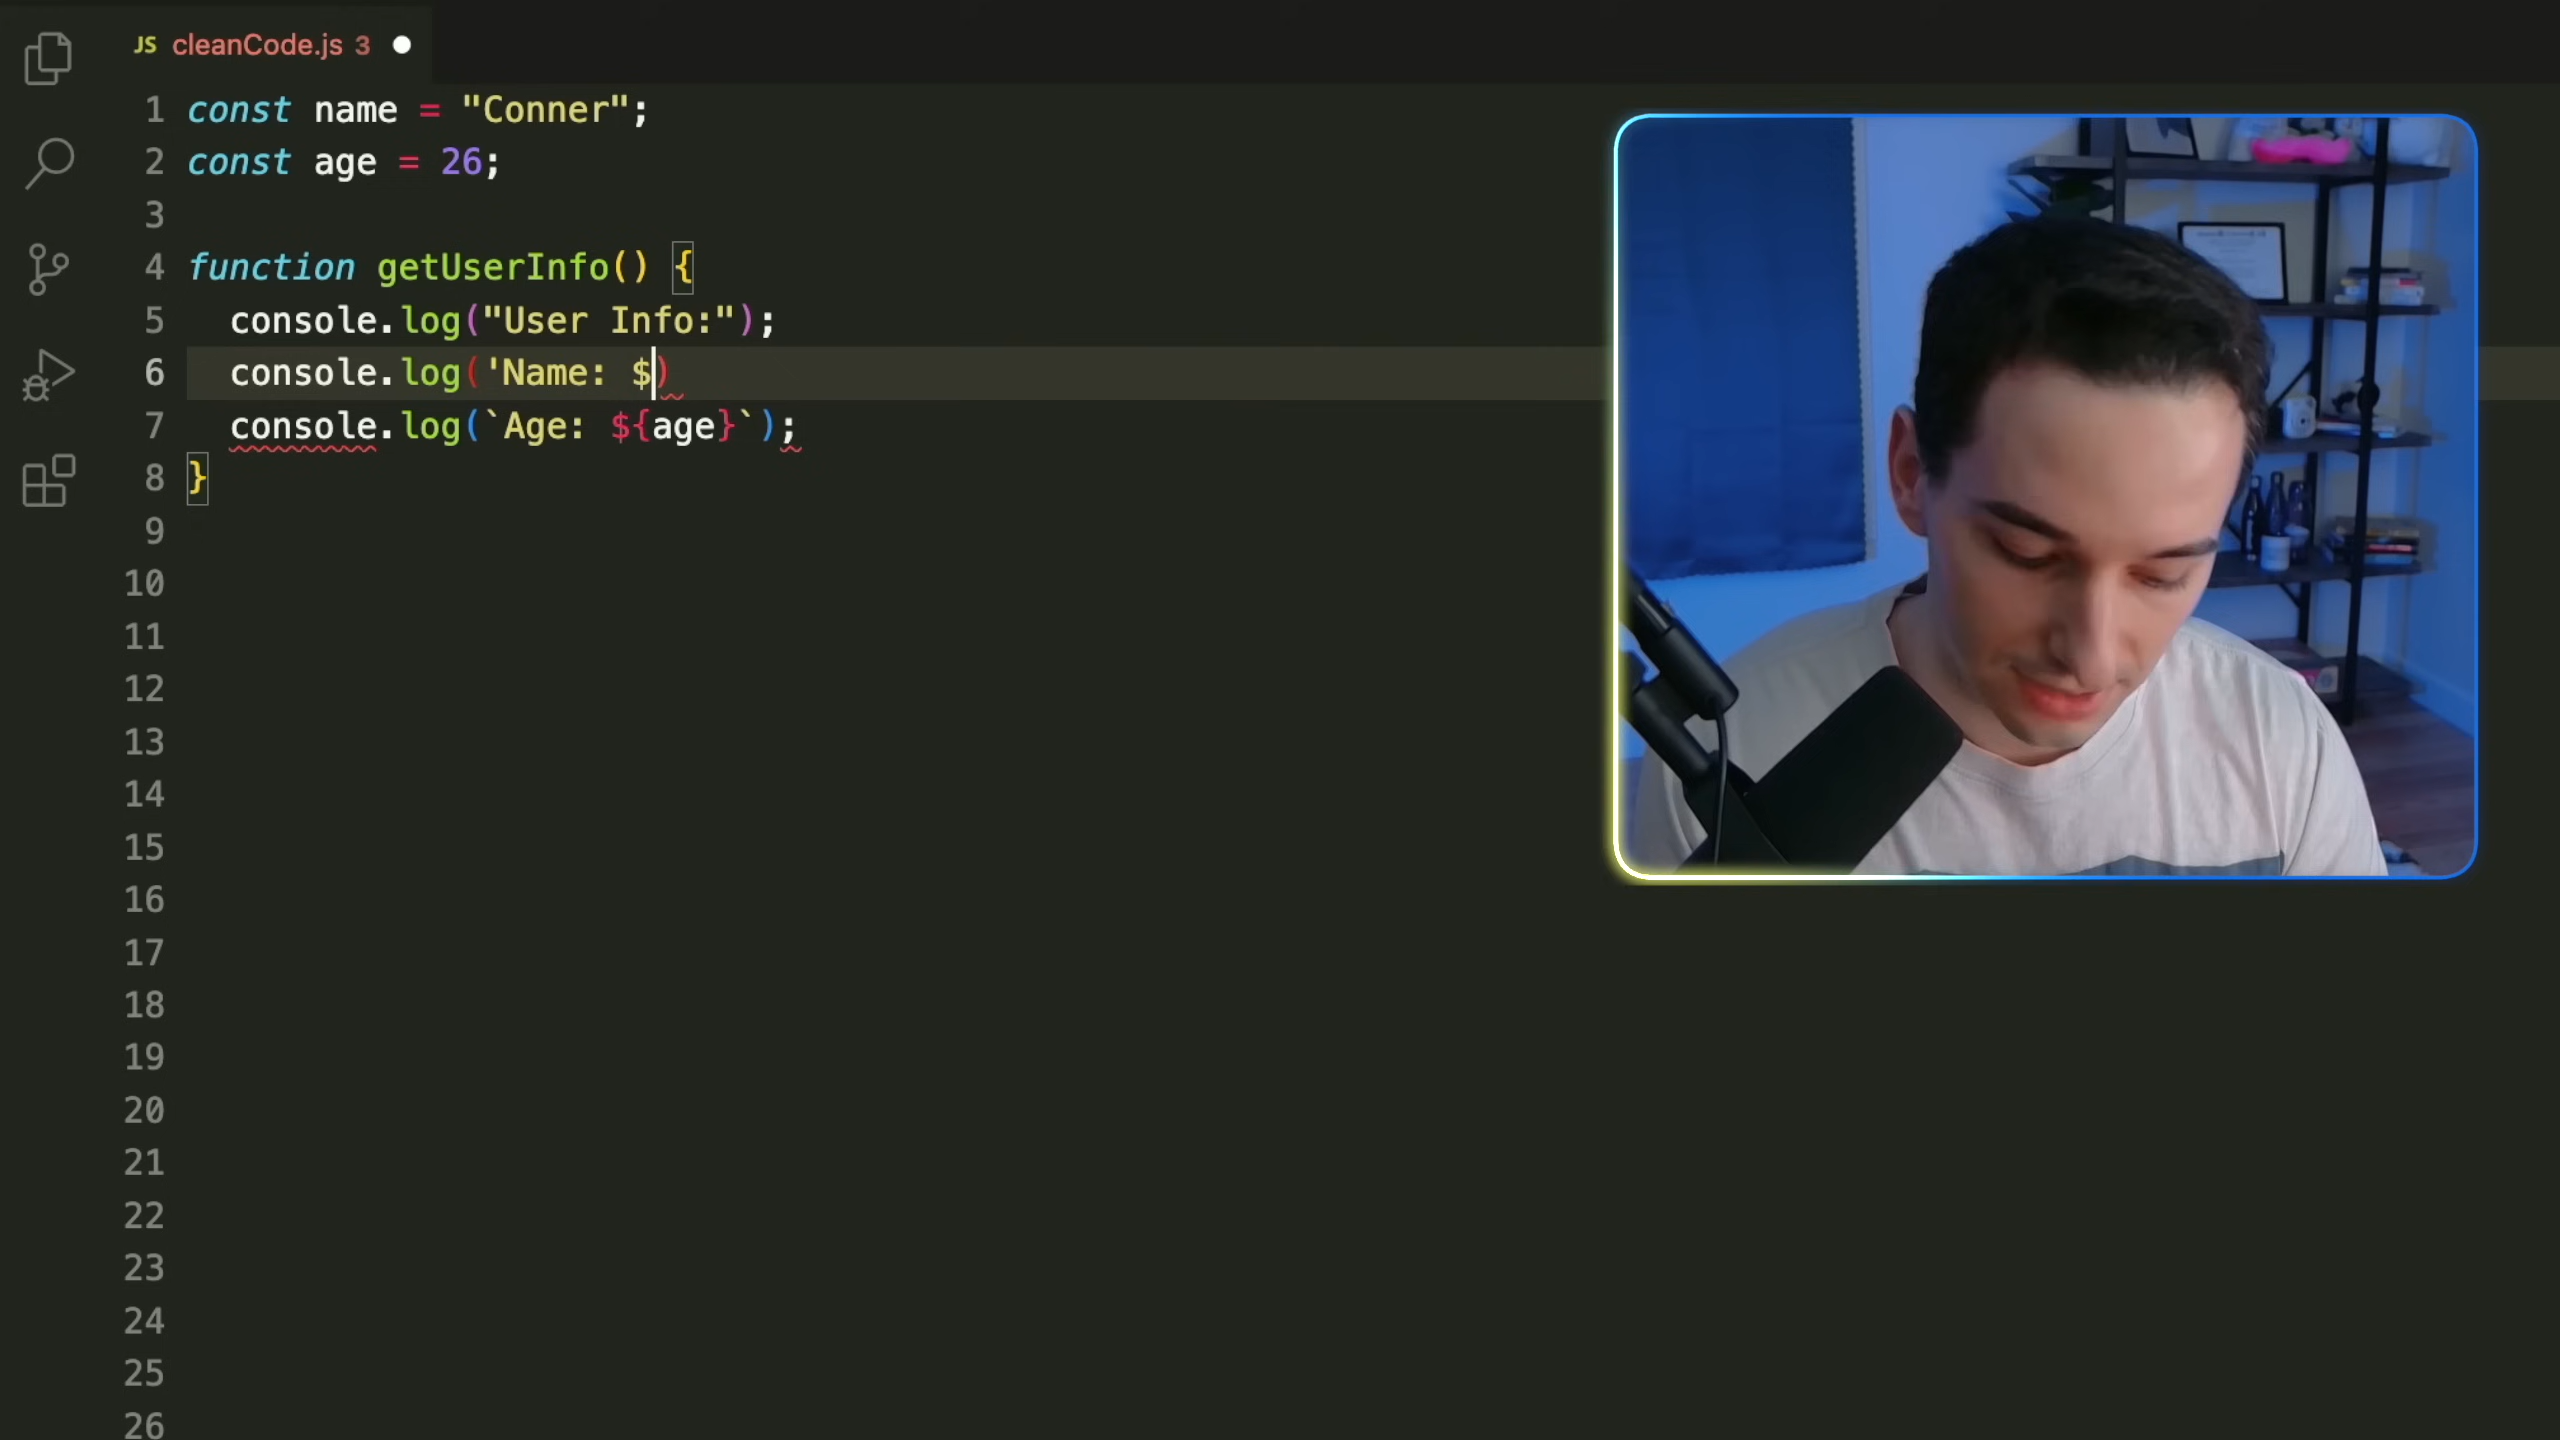 JS cleanCode.js 3
1 const name = "Conner";
2 const age = 26;
3
4 function getUserInfo() {
5 console.log("User Info:");
6 console.log('Name: $)
7 console.log(`Age: ${age}`);
8 }
9
10
11
12
13
14
15
16
17
18
19
20
21
22
23
24
25
26